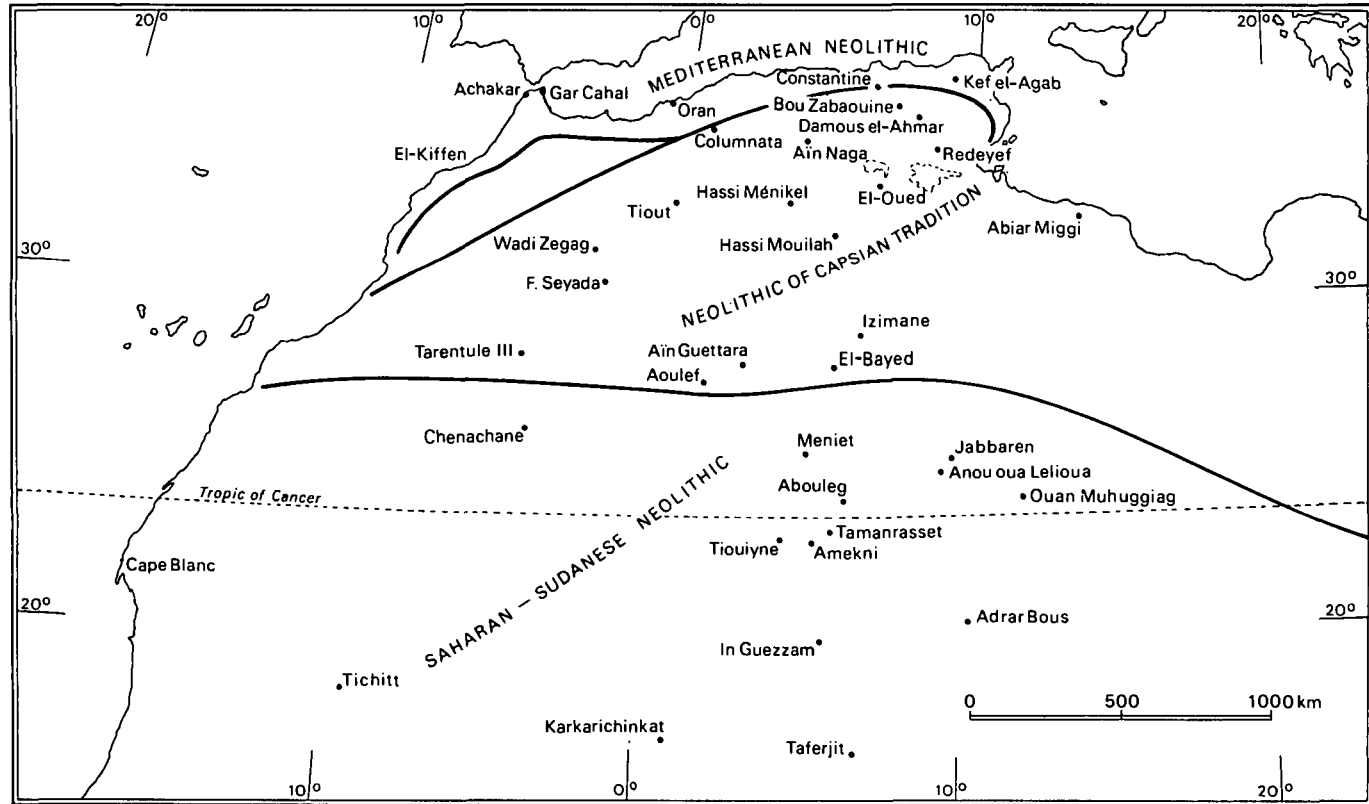 20°
10°
0°
10°
20°
MEDITERRANEAN NEOLITHIC
Constantine
Kef el-Agab
Achakar
Gar Cahal
Oran
Bou Zabaouine
Damous el-Ahmar
Columnata
Aïn Naga
Redeyef
El-Kiffen
El-Oued
Hassi Ménikel
Tiout
Abiar Miggi
Wadi Zegag
Hassi Mouilah
30°
F. Seyada
NEOLITHIC OF CAPSIAN TRADITION
30°
Izimane
Tarentule III
Aïn Guettara
El-Bayed
Aoulef
Chenachane
Meniet
Jabbaren
Anou oua Lelioua
Abouleg
Ouan Muhuggiag
Tropic of Cancer
SAHARAN – SUDANESE NEOLITHIC
Tamanrasset
Tiouiyne
Amekni
Cape Blanc
20°
20°
Adrar Bous
In Guezzam
Tichitt
0 500 1000 km
Karkarichinkat
Taferjit
10°
0°
10°
20°